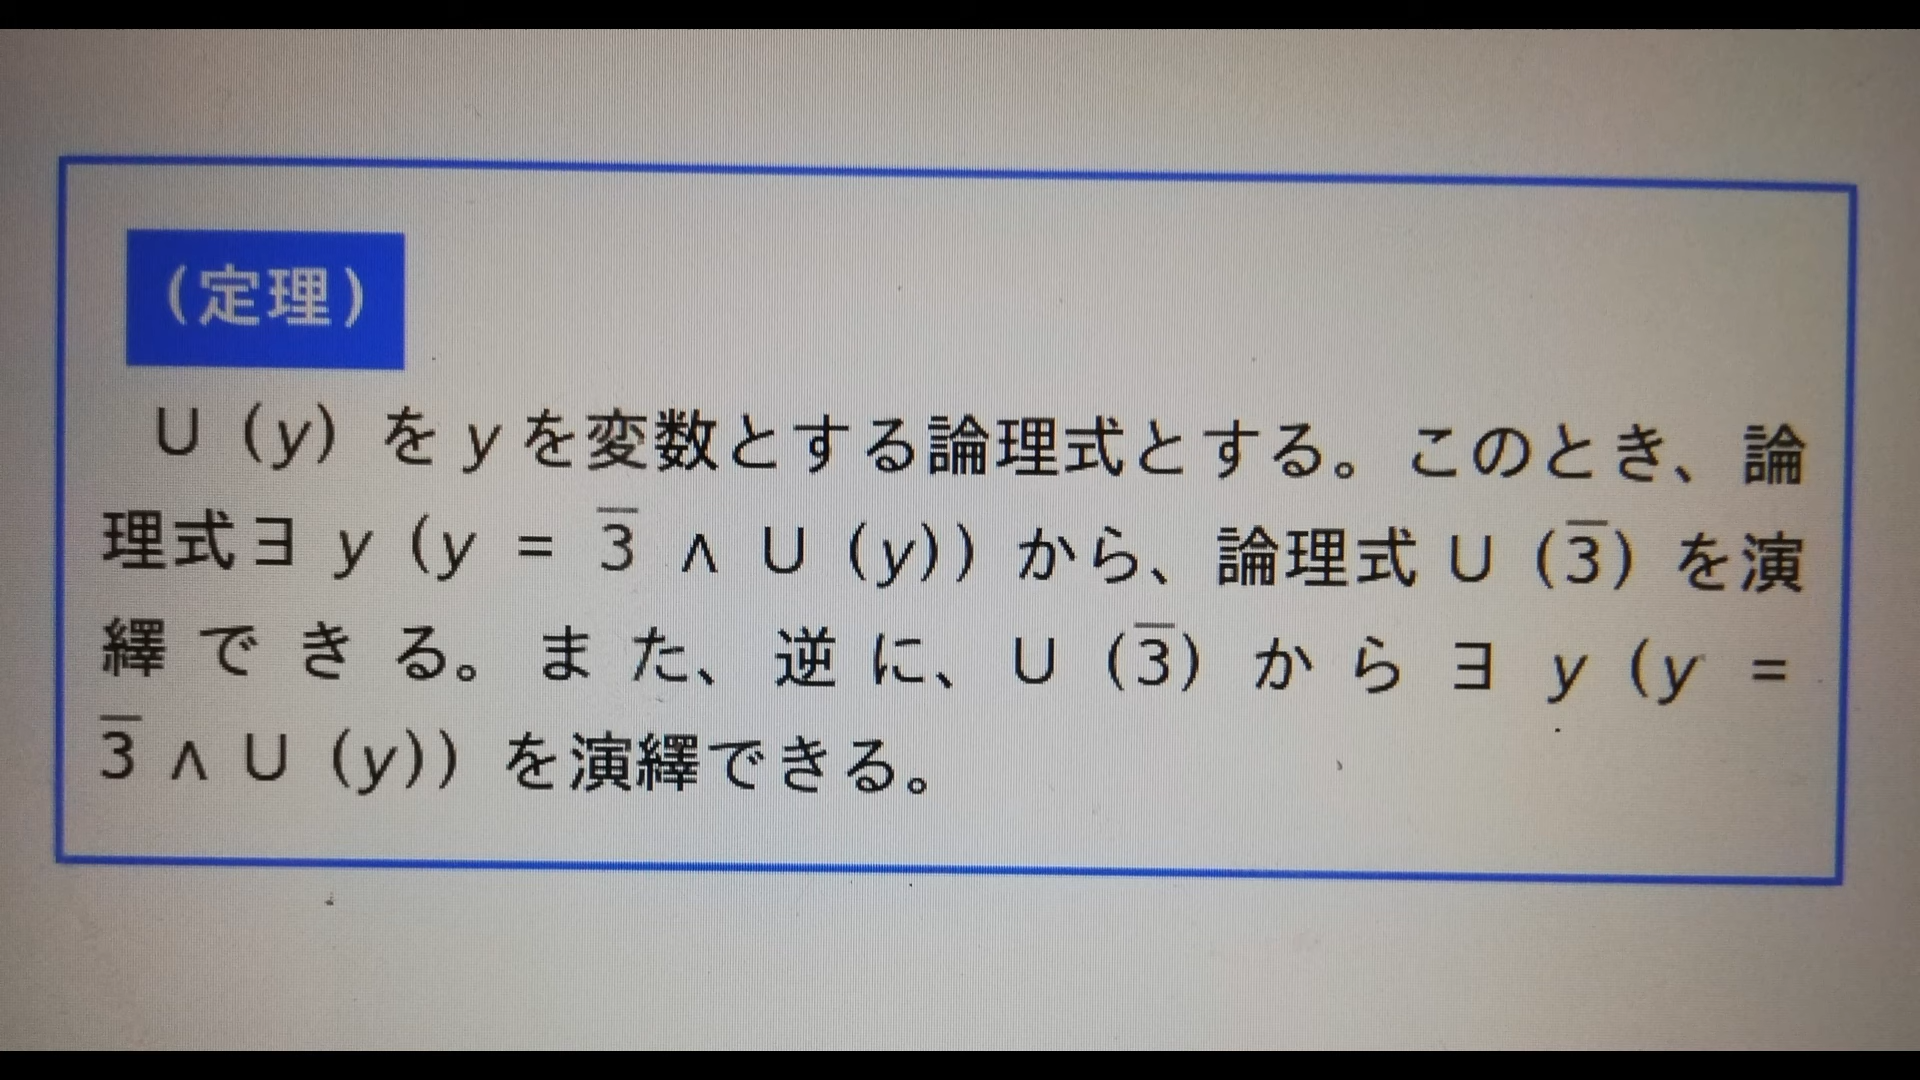 （定理）
U（y）をyを変数とする論理式とする。このとき、論
理式∃y（y = 3̅ ∧ U（y））から、論理式U（3̅）を演
繹できる。また、逆に、U（3̅）から∃y（y =
3̅ ∧ U（y））を演繹できる。